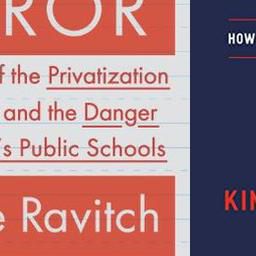 ROR
f the Privatization
and the Danger
's Public Schools
e Ravitch
HOW
KIN